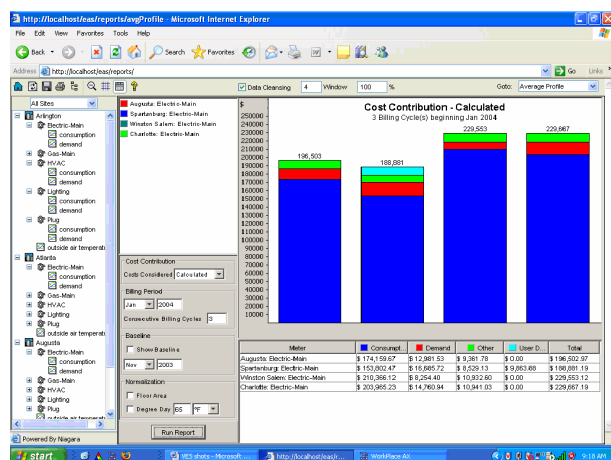 http://localhost/eas/reports/avgProfile - Microsoft Internet Explorer
File Edit View Favorites Tools Help
Back Search Favorites
Address http://localhost/eas/reports/ Go Links
Data Cleansing 4 Window 100 % Goto: Average Profile
All Sites
Arlington
Electric-Main
consumption
demand
Gas-Main
HVAC
consumption
demand
Lighting
consumption
demand
Plug
consumption
demand
outside air temperati
Atlanta
Electric-Main
consumption
demand
Gas-Main
HVAC
Lighting
Plug
outside air temperati
Augusta
Electric-Main
consumption
demand
Gas-Main
HVAC
Lighting
Plug
outside air temperati
Powered By Niagara
Augusta: Electric-Main
Spartanburg: Electric-Main
Winston Salem: Electric-Main
Charlotte: Electric-Main
Cost Contribution
Costs Considered Calculated
Billing Period
Jan 2004
Consecutive Billing Cycles 3
Baseline
Show Baseline
Nov 2003
Normalization
Floor Area
Degree Day 65 °F
Run Report
Cost Contribution - Calculated
3 Billing Cycle(s) beginning Jan 2004
$
250000
240000
230000
220000
210000
200000
190000
180000
170000
160000
150000
140000
130000
120000
110000
100000
90000
80000
70000
60000
50000
40000
30000
20000
10000
196,503 188,881 229,553 229,667
Meter Consumpt... Demand Other User D... Total
Augusta: Electric-Main $ 174,159.67 $ 12,981.53 $ 9,361.78 $ 0.00 $ 196,502.97
Spartanburg: Electric-Main $ 153,802.47 $ 16,685.72 $ 8,529.13 $ 9,863.88 $ 188,881.19
Winston Salem: Electric-Main $ 210,366.12 $ 8,254.40 $ 10,932.60 $ 0.00 $ 229,553.12
Charlotte: Electric-Main $ 203,965.23 $ 14,760.94 $ 10,941.03 $ 0.00 $ 229,667.19
start VES shots - Microsoft ... http://localhost/eas/r... WorkPlace AX 9:18 AM